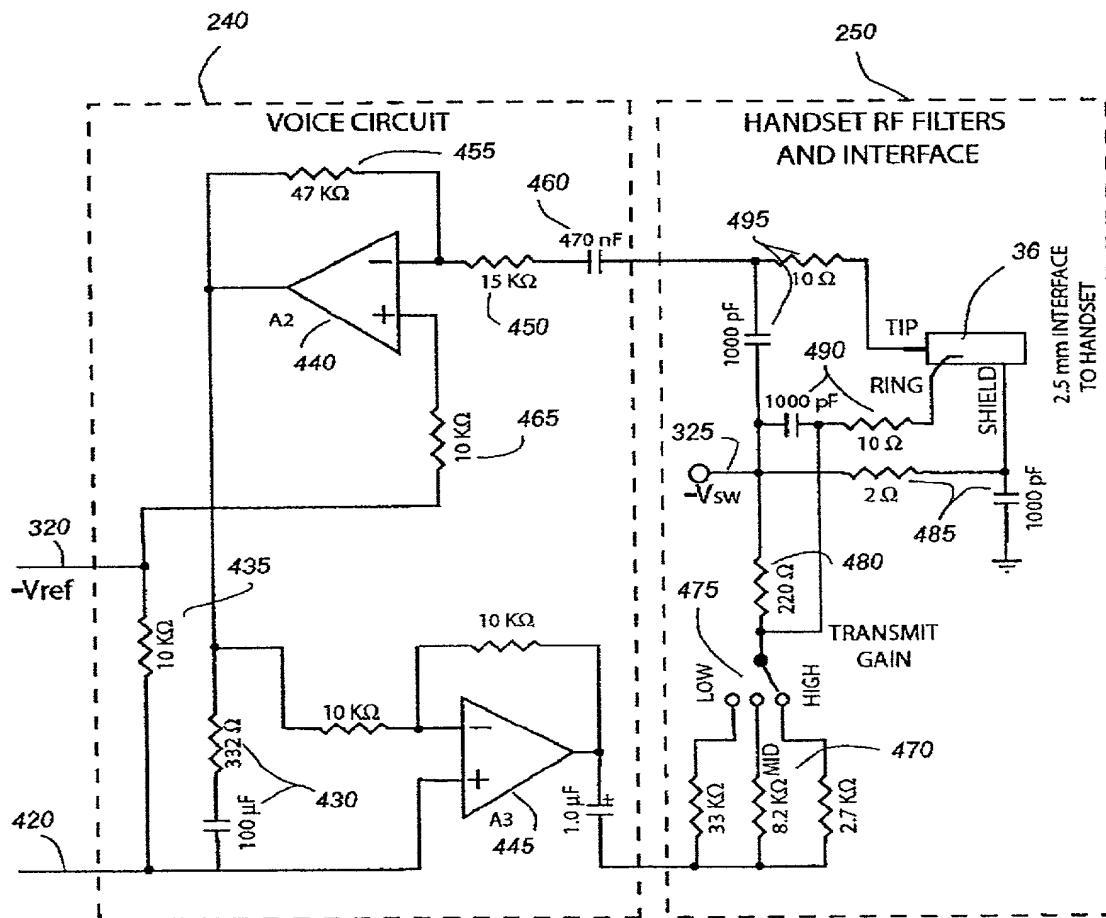 240
250
VOICE CIRCUIT
HANDSET RF FILTERS
AND INTERFACE
455
47 KΩ
460
470 nF
495
10 Ω
36
15 KΩ
450
A2
440
1000 pF
TIP
RING
SHIELD
2.5 mm INTERFACE
TO HANDSET
490
1000 pF
10 Ω
465
10 KΩ
325
-Vsw
2 Ω
485
1000 pF
320
-Vref
435
10 KΩ
480
220 Ω
475
TRANSMIT
GAIN
10 KΩ
LOW
HIGH
10 KΩ
332 Ω
430
100 µF
MID
470
33 KΩ
8.2 KΩ
2.7 KΩ
420
A3
445
1.0 µF
+